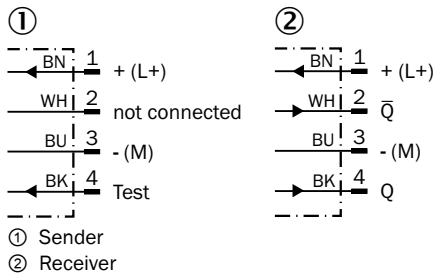 ① ②
BN 1 + (L+) BN 1 + (L+)
WH 2 not connected WH 2 Q̅
BU 3 - (M) BU 3 - (M)
BK 4 Test BK 4 Q
① Sender
② Receiver